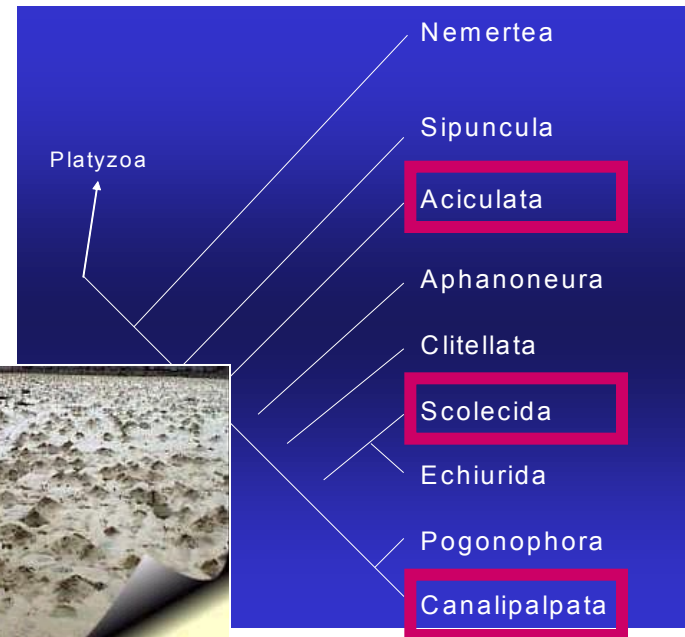 Nemertea
Sipuncula
Platyzoa
Aciculata
Aphanoneura
Clitellata
Scolecida
Echiurida
Pogonophora
Canalipalpata